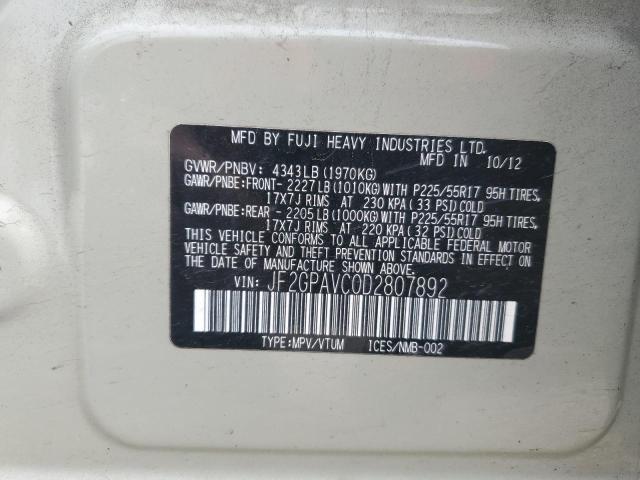 MFD BY FUJI HEAVY INDUSTRIES LTD.
MFD IN 10/12
GVWR/PNBV: 4343LB(1970KG)
GAWR/PNBE:FRONT- 2227LB(1010KG)WITH P225/55R17 95H TIRES,
17X7J RIMS AT 230 KPA(33 PSI)COLD
GAWR/PNBE:REAR - 2205LB(1000KG)WITH P225/55R17 95H TIRES,
17X7J RIMS AT 220 KPA(32 PSI)COLD
THIS VEHICLE CONFORMS TO ALL APPLICABLE FEDERAL MOTOR
VEHICLE SAFETY AND THEFT PREVENTION STANDARDS IN EFFECT ON
THE DATE OF MANUFACTURE SHOWN ABOVE.
VIN: JF2GPAVC0D2807892
TYPE:MPV/VTUM ICES/NMB-002